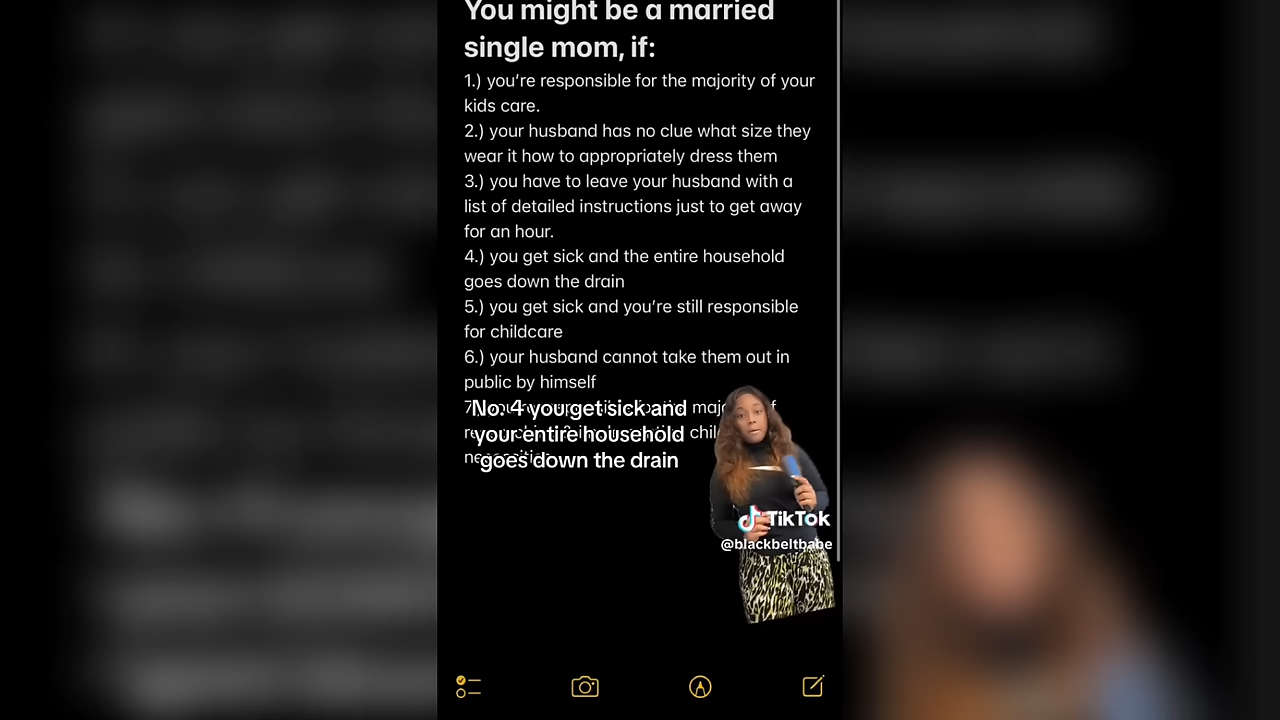 You might be a married
single mom, if:
1.) you’re responsible for the majority of your
kids care.
2.) your husband has no clue what size they
wear it how to appropriately dress them
3.) you have to leave your husband with a
list of detailed instructions just to get away
for an hour.
4.) you get sick and the entire household
goes down the drain
5.) you get sick and you’re still responsible
for childcare
6.) your husband cannot take them out in
public by himself
No. 4 you get sick and
your entire household
goes down the drain
TikTok
@blackbeltbabe